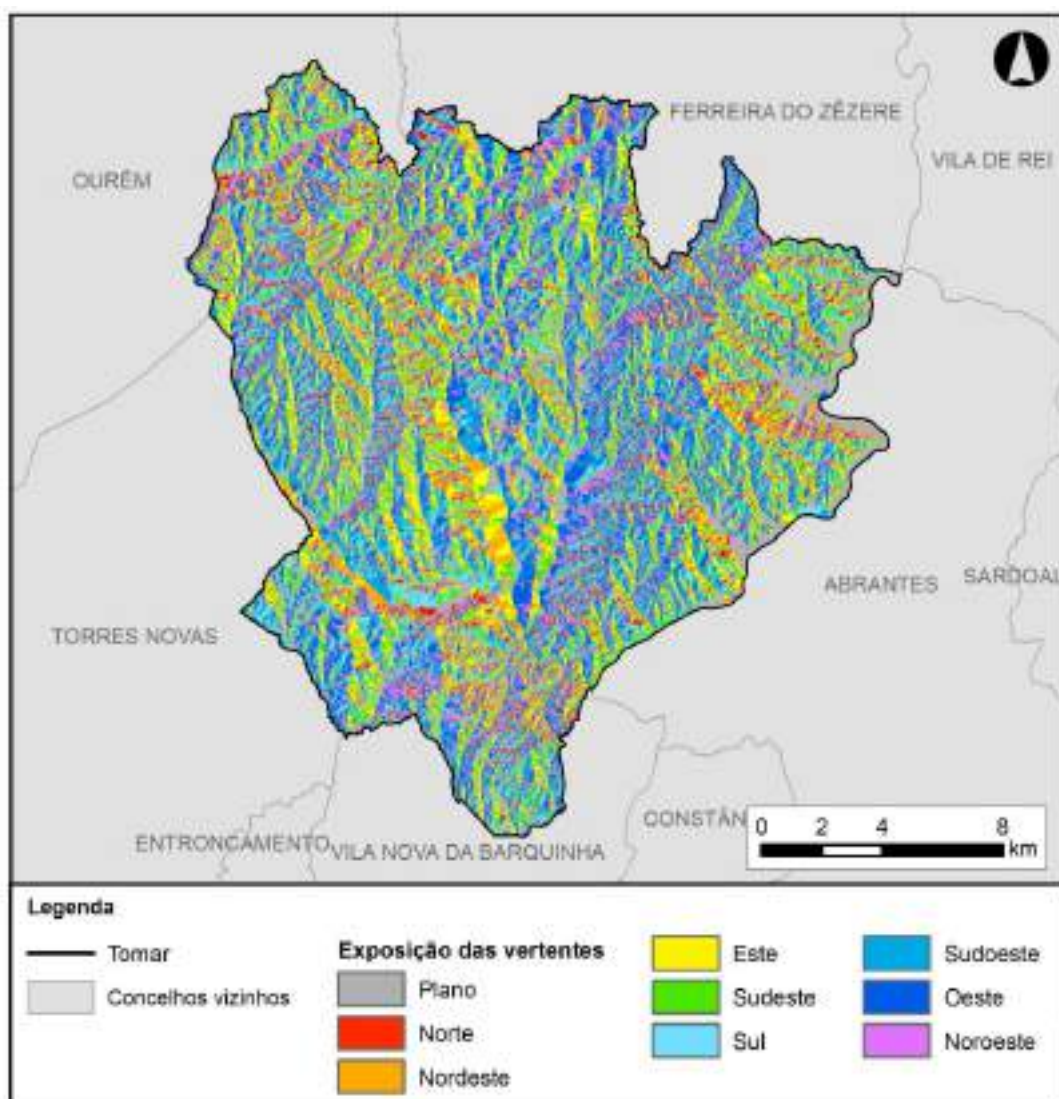 FERREIRA DO ZÊZERE
VILA DE REI
OURÉM
ABRANTES
SARDOAL
TORRES NOVAS
CONSTÂN
ENTRONCAMENTO
VILA NOVA DA BARQUINHA
0 2 4 8
km
Legenda
Tomar
Concelhos vizinhos
Exposição das vertentes
Plano
Norte
Nordeste
Este
Sudeste
Sul
Sudoeste
Oeste
Noroeste